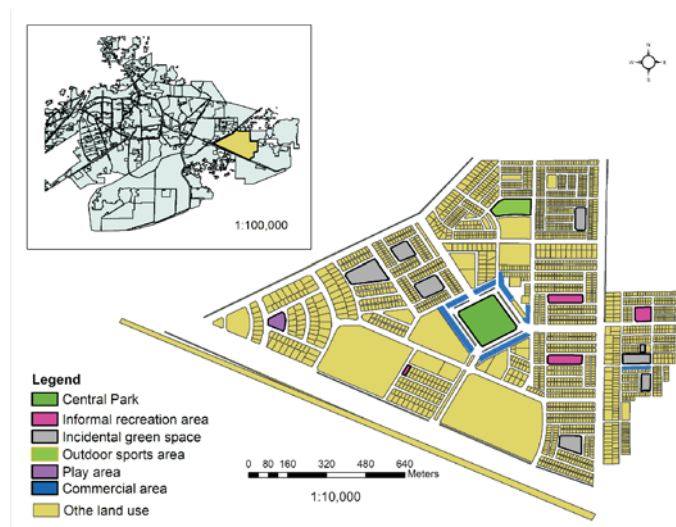 N
W E
S
1:100,000
Legend
Central Park
Informal recreation area
Incidental green space
Outdoor sports area
Play area
Commercial area
Othe land use
0 80 160 320 480 640
Meters
1:10,000